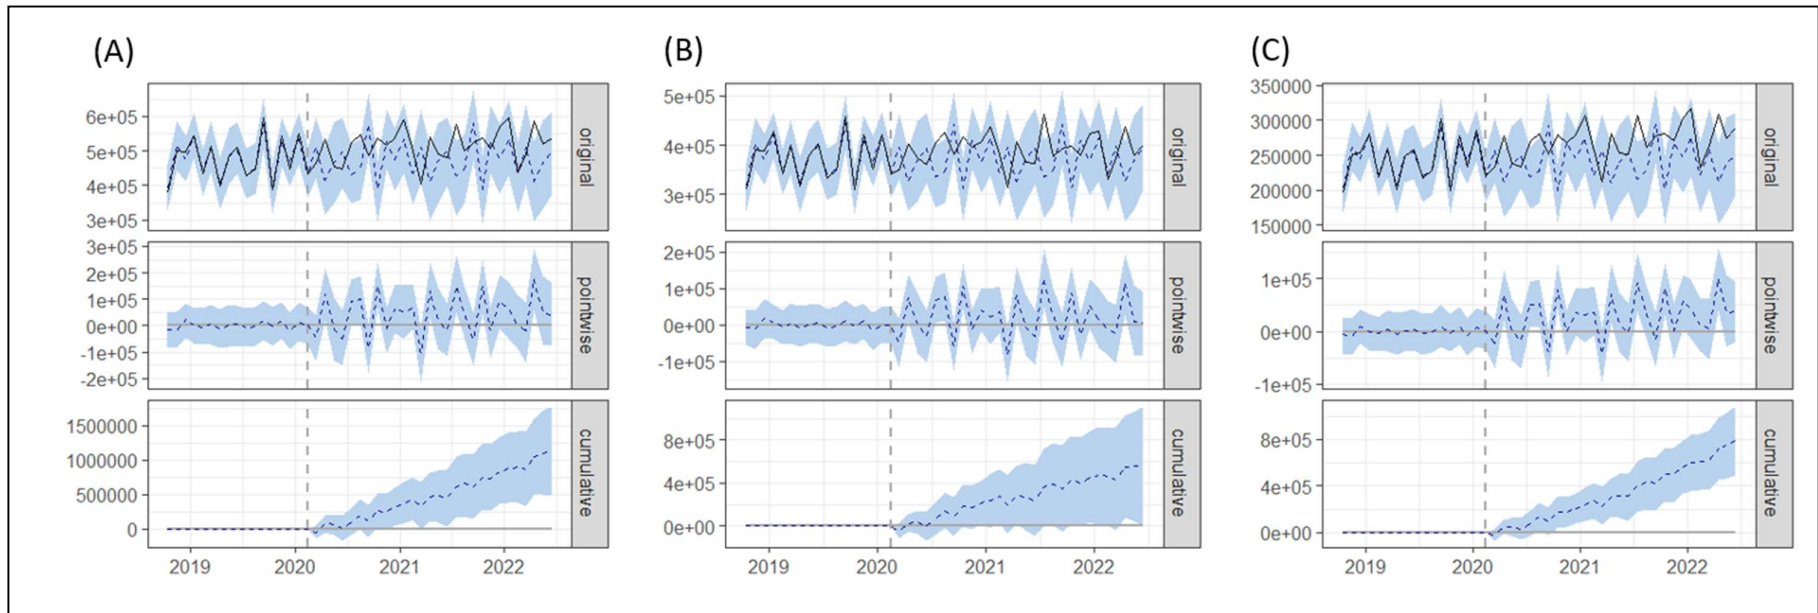 (A)
6e+05
5e+05
4e+05
3e+05
original
3e+05
2e+05
1e+05
0e+00
-1e+05
-2e+05
pointwise
1500000
1000000
500000
0
cumulative
2019 2020 2021 2022
(B)
5e+05
4e+05
3e+05
original
2e+05
1e+05
0e+00
-1e+05
pointwise
8e+05
4e+05
0e+00
cumulative
2019 2020 2021 2022
(C)
350000
300000
250000
200000
150000
original
1e+05
0e+00
-1e+05
pointwise
8e+05
4e+05
0e+00
cumulative
2019 2020 2021 2022